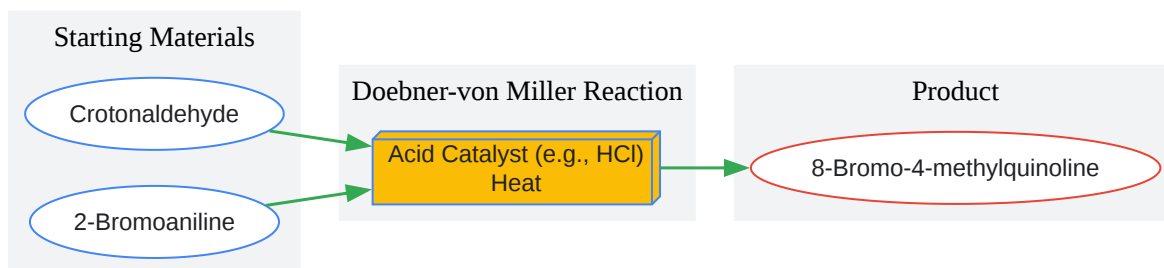 Starting Materials
Crotonaldehyde
2-Bromoaniline
Doebner-von Miller Reaction
Acid Catalyst (e.g., HCl)
Heat
Product
8-Bromo-4-methylquinoline